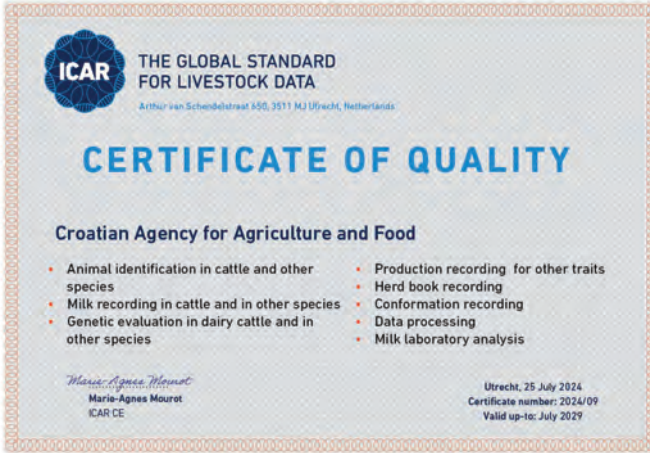 ICAR
THE GLOBAL STANDARD
FOR LIVESTOCK DATA
Arthur van Schendelstraat 650, 3511 MJ Utrecht, Netherlands
CERTIFICATE OF QUALITY
Croatian Agency for Agriculture and Food
• Animal identification in cattle and other
species
• Milk recording in cattle and in other species
• Genetic evaluation in dairy cattle and in
other species
• Production recording for other traits
• Herd book recording
• Conformation recording
• Data processing
• Milk laboratory analysis
Marie-Agnes Mourot
Marie-Agnes Mourot
ICAR CE
Utrecht, 25 July 2024
Certificate number: 2024/09
Valid up-to: July 2029